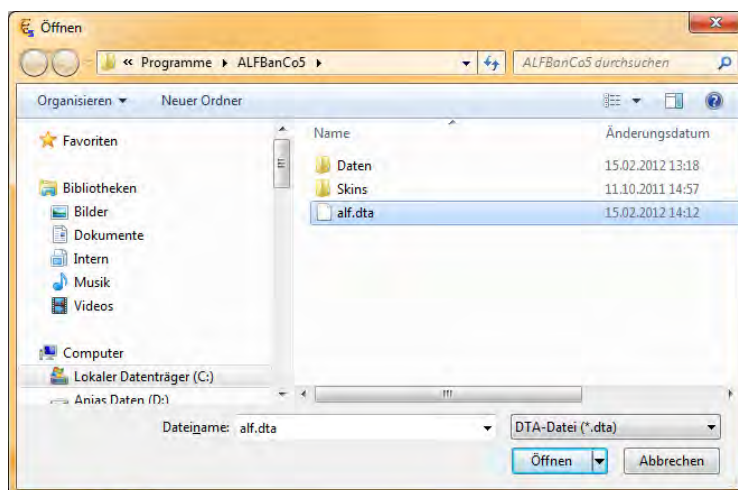 Öffnen
« Programme ▸ ALFBanCo5 ▸
ALFBanCo5 durchsuchen
Organisieren ▾ Neuer Ordner
Favoriten
Bibliotheken
Bilder
Dokumente
Intern
Musik
Videos
Computer
Lokaler Datenträger (C:)
Anjas Daten (D:)
Name Änderungsdatum
Daten 15.02.2012 13:18
Skins 11.10.2011 14:57
alf.dta 15.02.2012 14:12
Dateiname: alf.dta
DTA-Datei (*.dta)
Öffnen Abbrechen